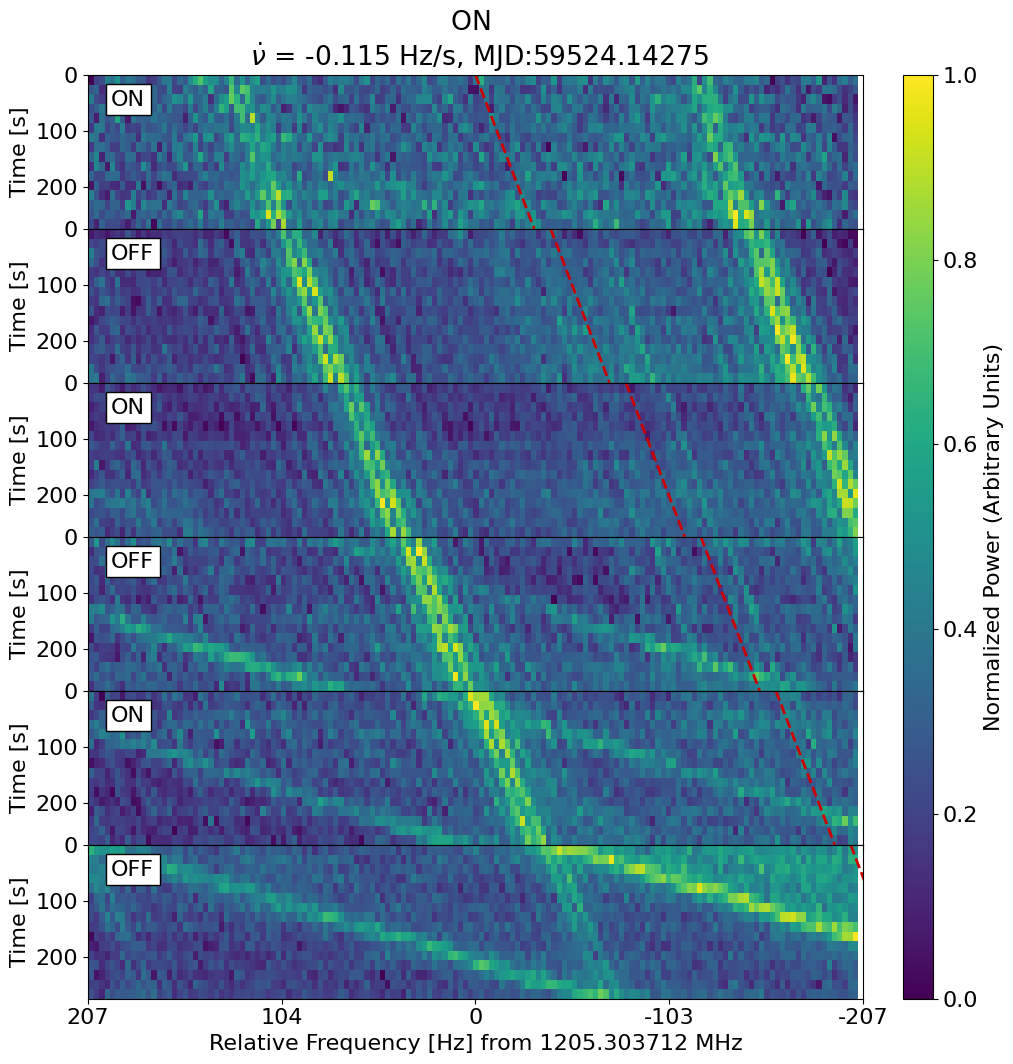 ON
ν̇ = -0.115 Hz/s, MJD:59524.14275
0
100
200
Time [s]
ON
0
100
200
Time [s]
OFF
0
100
200
Time [s]
ON
0
100
200
Time [s]
OFF
0
100
200
Time [s]
ON
0
100
200
Time [s]
OFF
207 104 0 -103 -207
Relative Frequency [Hz] from 1205.303712 MHz
1.0
0.8
0.6
0.4
0.2
0.0
Normalized Power (Arbitrary Units)